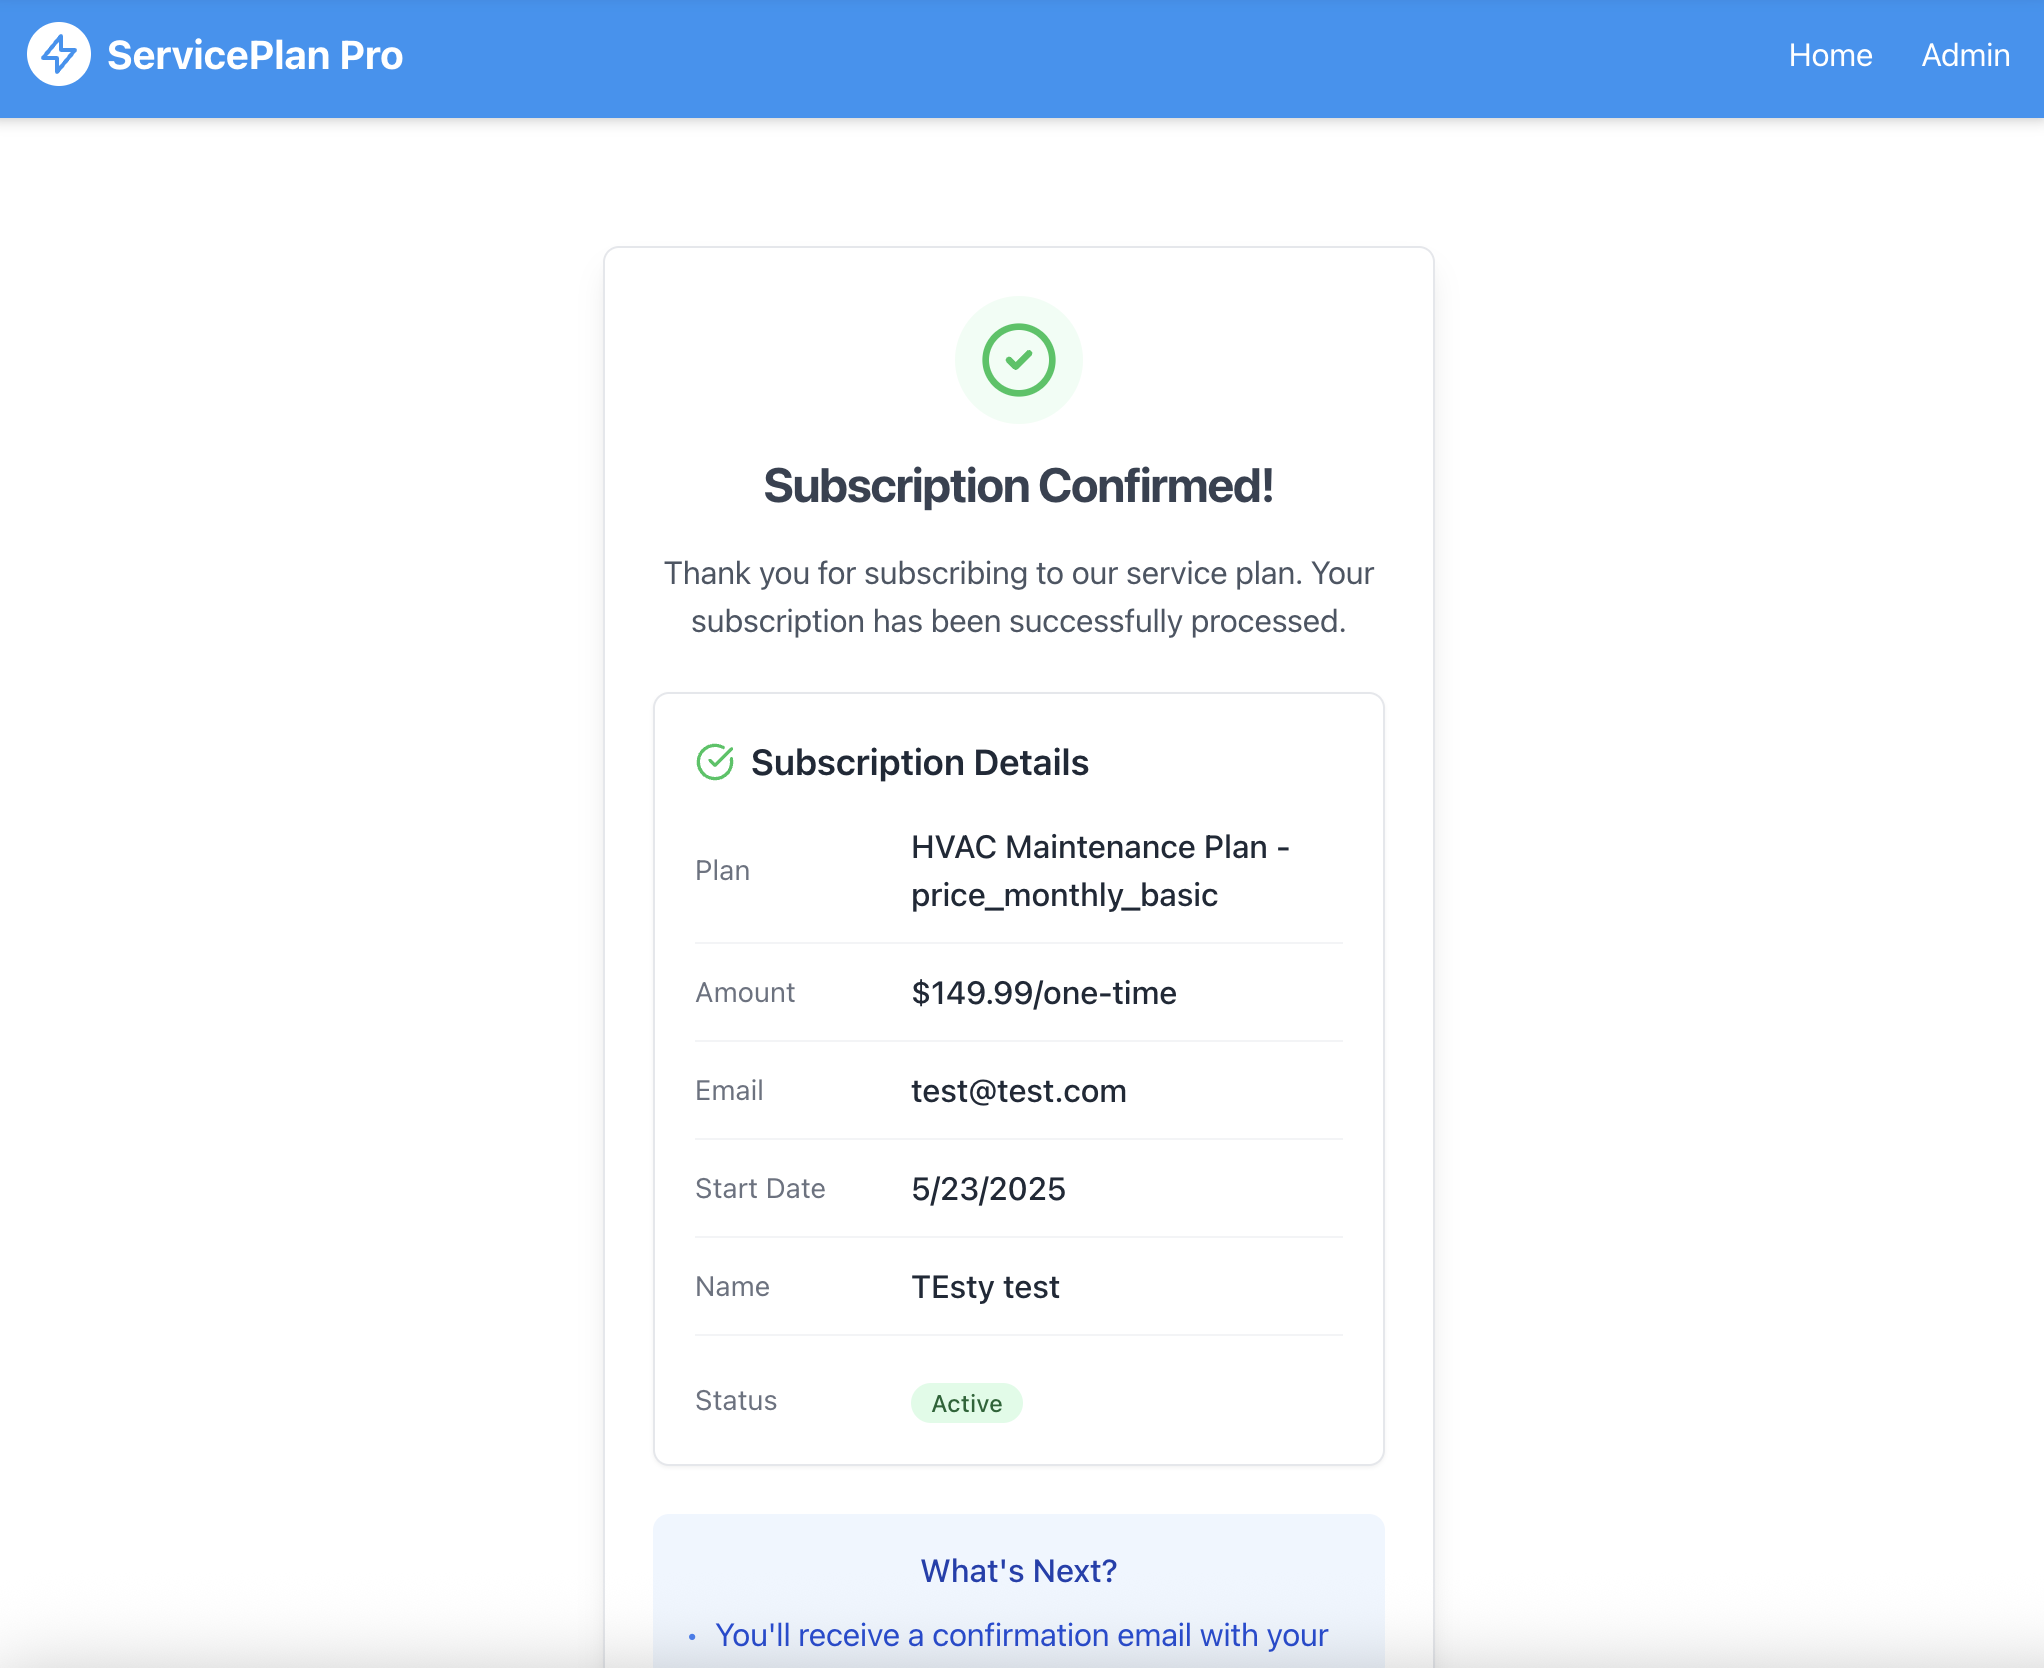 ServicePlan Pro
Home
Admin
Subscription Confirmed!
Thank you for subscribing to our service plan. Your
subscription has been successfully processed.
Subscription Details
Plan
HVAC Maintenance Plan -
price_monthly_basic
Amount
$149.99/one-time
Email
test@test.com
Start Date
5/23/2025
Name
TEsty test
Status
Active
What's Next?
• You'll receive a confirmation email with your